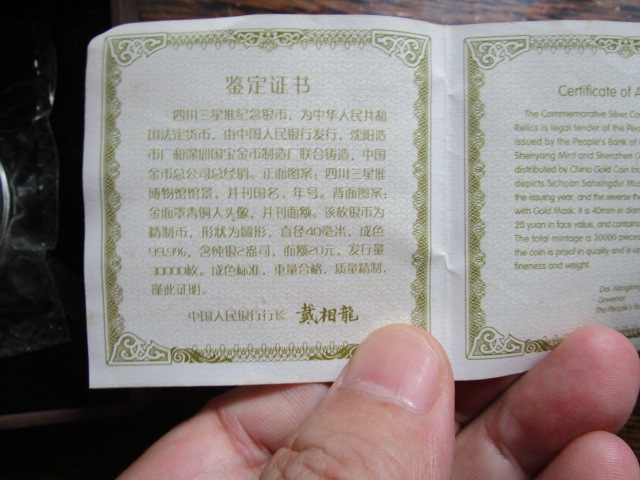 鉴定证书
四川三星堆纪念银币，为中华人民共和
国法定货币，由中国人民银行发行，沈阳造
币厂和深圳国宝金币制造厂联合铸造，中国
金币总公司总经销。正面图案：四川三星堆
博物馆馆景，并刊国名、年号。背面图案：
金面罩青铜人头像，并刊面额。该枚银币为
精制币，形状为圆形，直径40毫米，成色
99.9%，含纯银2盎司，面额20元，发行量
30000枚。成色标准，重量合格，质量精制，
谨此证明。
中国人民银行行长 戴相龍
Certificate of A
The Commemorative Silver Co
Relics is legal tender of the Pe
issued by the People's Bank of
Shenyang Mint and Shenzhen
distributed by China Gold Coin Inc
depicts Sichuan Sanxingdui M
the issuing year, and the reverse
with Gold Mask. It is 40mm in diam
20 yuan in face value, and contain
The total mintage is 30000 pieces
the coin is proof in quality and is up
fineness and weight.
Dai Xianglo
Governor
The People's